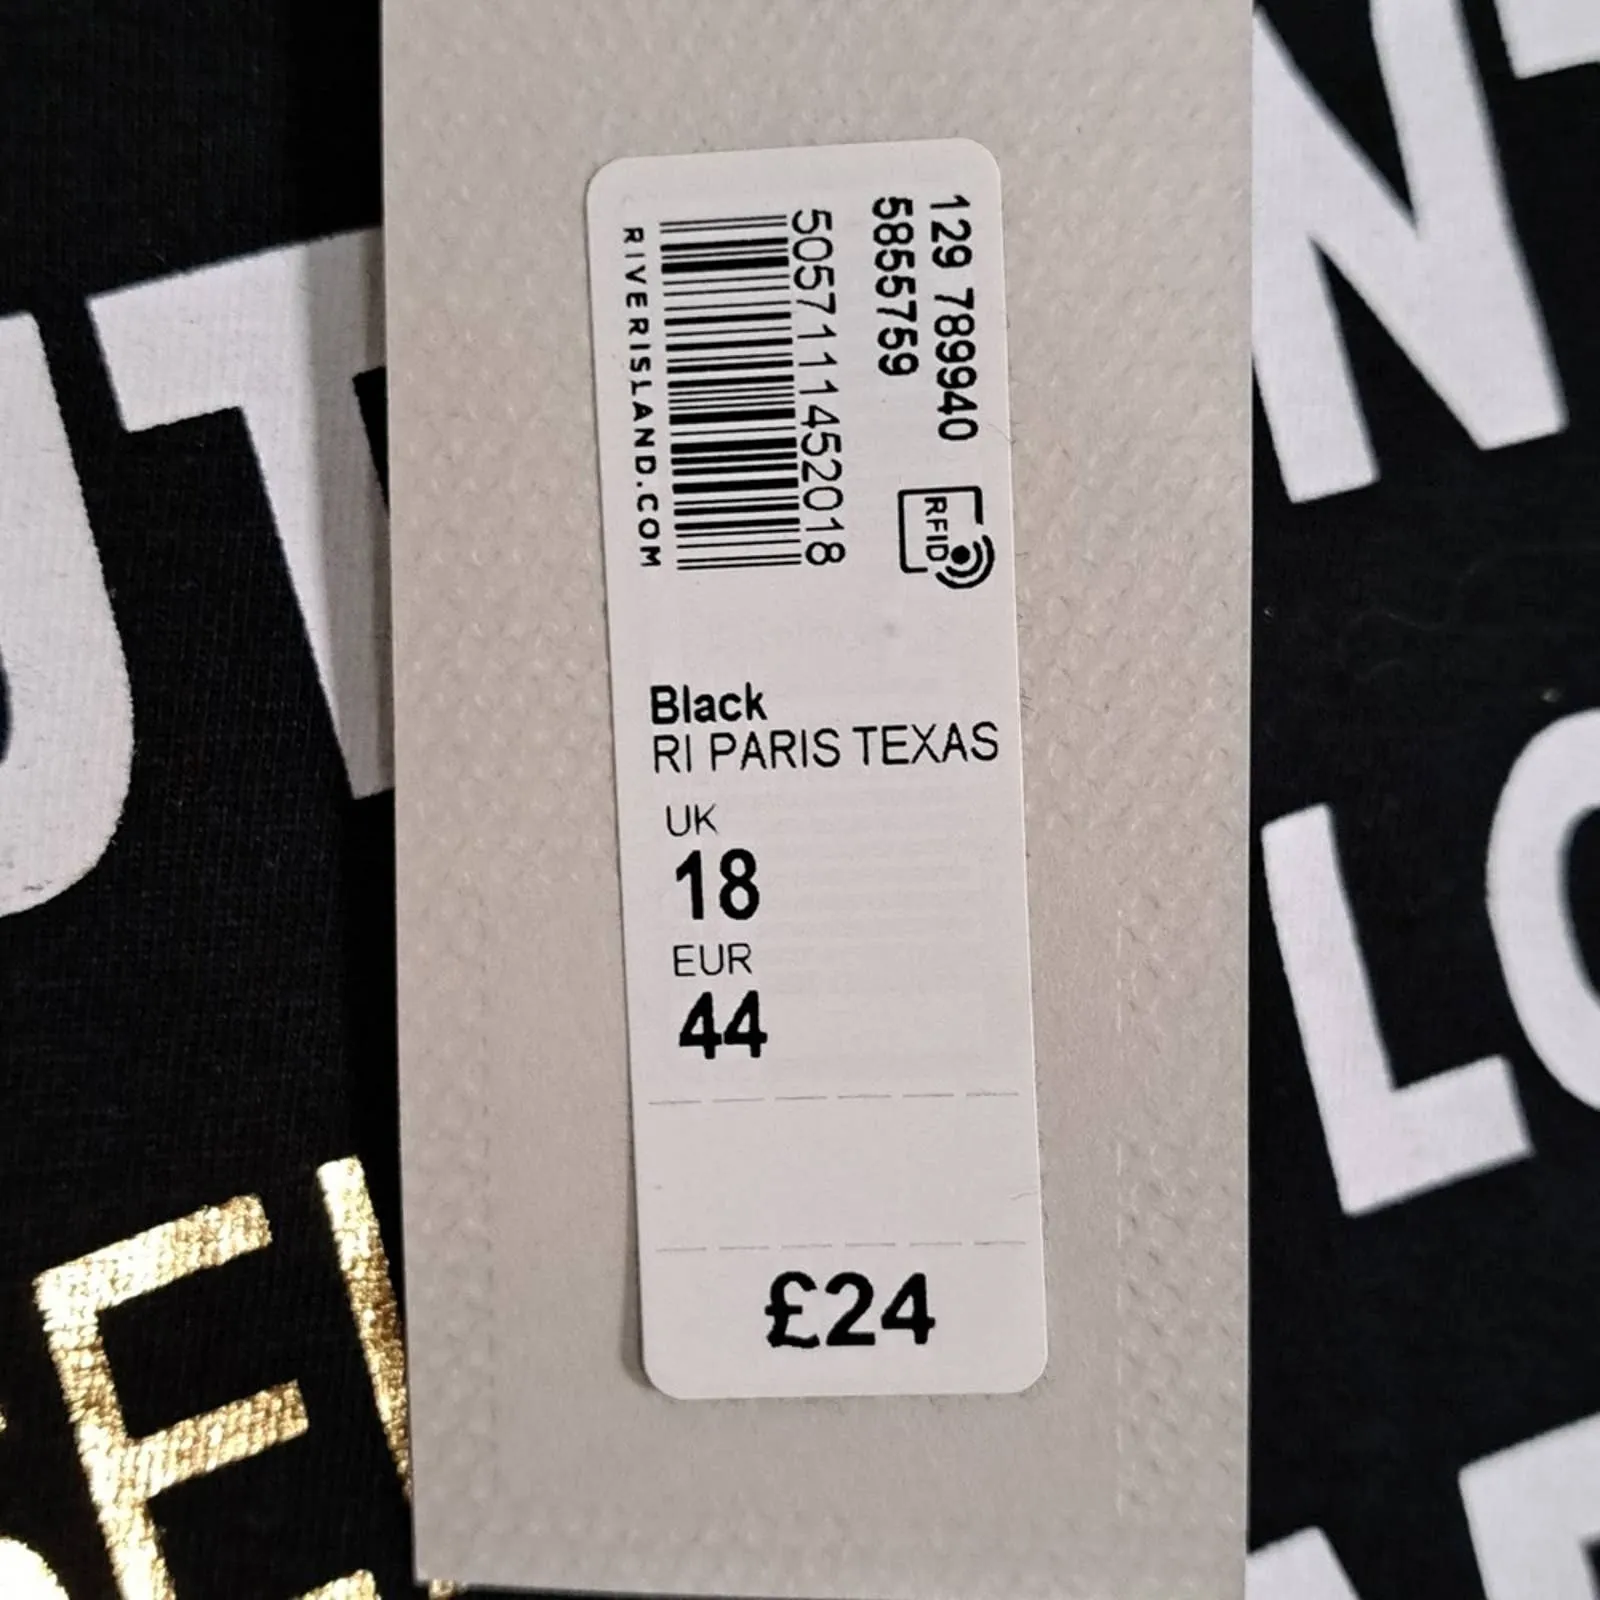 129 789940
5855759
RFID
5057111452018
RIVERISLAND.COM
Black
RI PARIS TEXAS
UK
18
EUR
44
£24